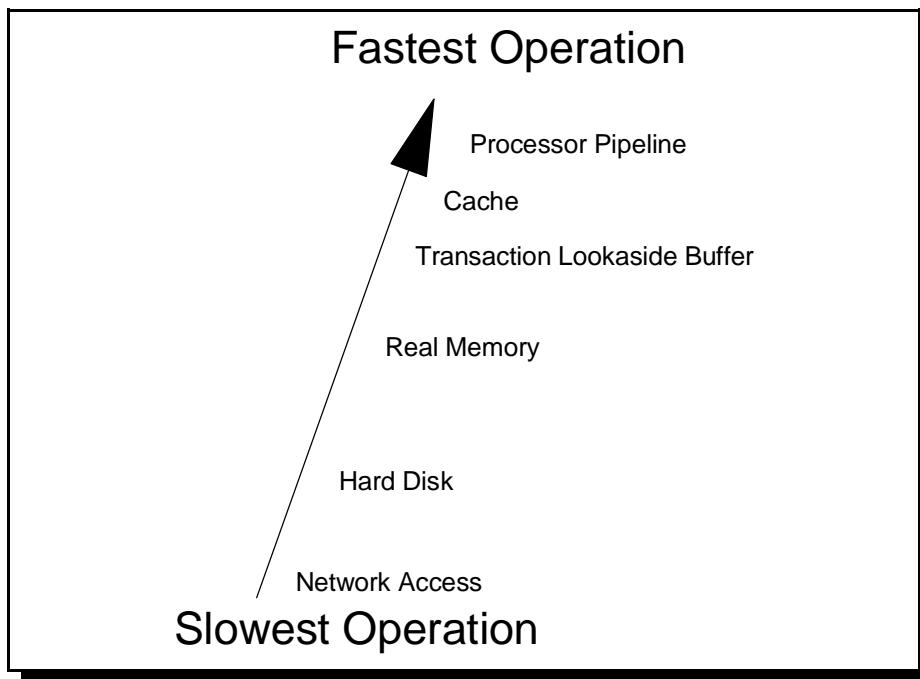 Fastest Operation
Processor Pipeline
Cache
Transaction Lookaside Buffer
Real Memory
Hard Disk
Network Access
Slowest Operation